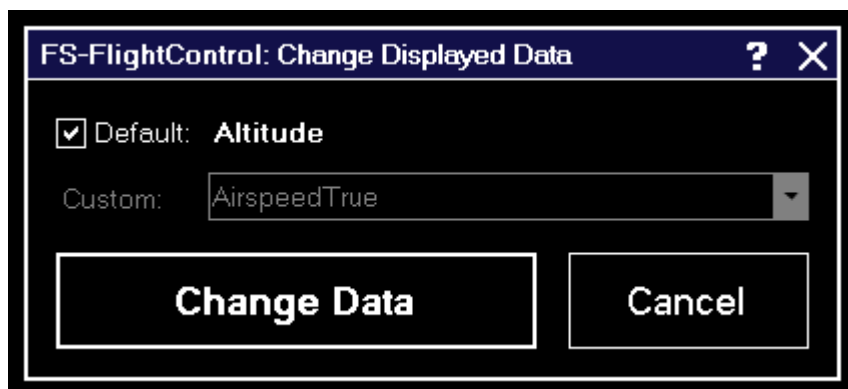 FS-FlightControl: Change Displayed Data ?
Default: Altitude
Custom: AirspeedTrue
Change Data Cancel